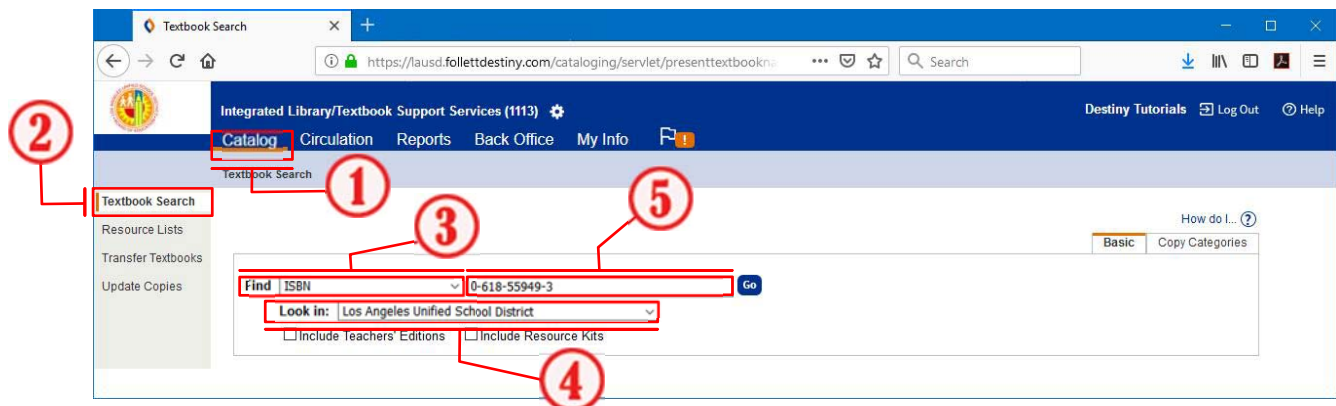 Textbook Search
https://lausd.follettdestiny.com/cataloging/servlet/presenttextbookna
Search
Integrated Library/Textbook Support Services (1113)
Destiny Tutorials Log Out Help
2
Catalog Circulation Reports Back Office My Info
Textbook Search
1
5
3
Textbook Search
Resource Lists
Transfer Textbooks
Update Copies
How do I...
Basic Copy Categories
Find ISBN 0-618-55949-3 Go
Look in: Los Angeles Unified School District
Include Teachers' Editions Include Resource Kits
4